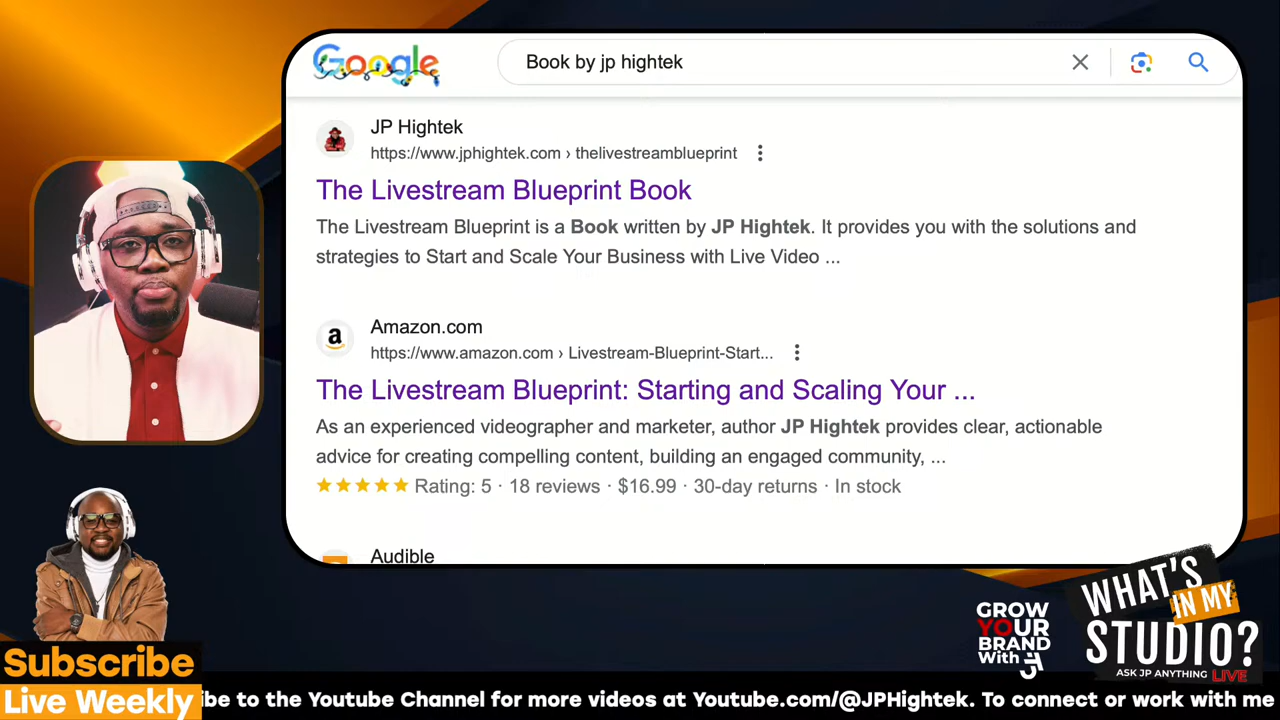 Google
Book by jp hightek
JP Hightek
https://www.jphightek.com › thelivestreamblueprint
The Livestream Blueprint Book
The Livestream Blueprint is a Book written by JP Hightek. It provides you with the solutions and
strategies to Start and Scale Your Business with Live Video ...
a
Amazon.com
https://www.amazon.com › Livestream-Blueprint-Start...
The Livestream Blueprint: Starting and Scaling Your ...
As an experienced videographer and marketer, author JP Hightek provides clear, actionable
advice for creating compelling content, building an engaged community, ...
Rating: 5 · 18 reviews · $16.99 · 30-day returns · In stock
Audible
GROW
YOUR
BRAND
With
WHAT'S
IN MY
STUDIO?
ASK JP ANYTHING LIVE
Subscribe
Live Weekly
ibe to the Youtube Channel for more videos at Youtube.com/@JPHightek. To connect or work with me